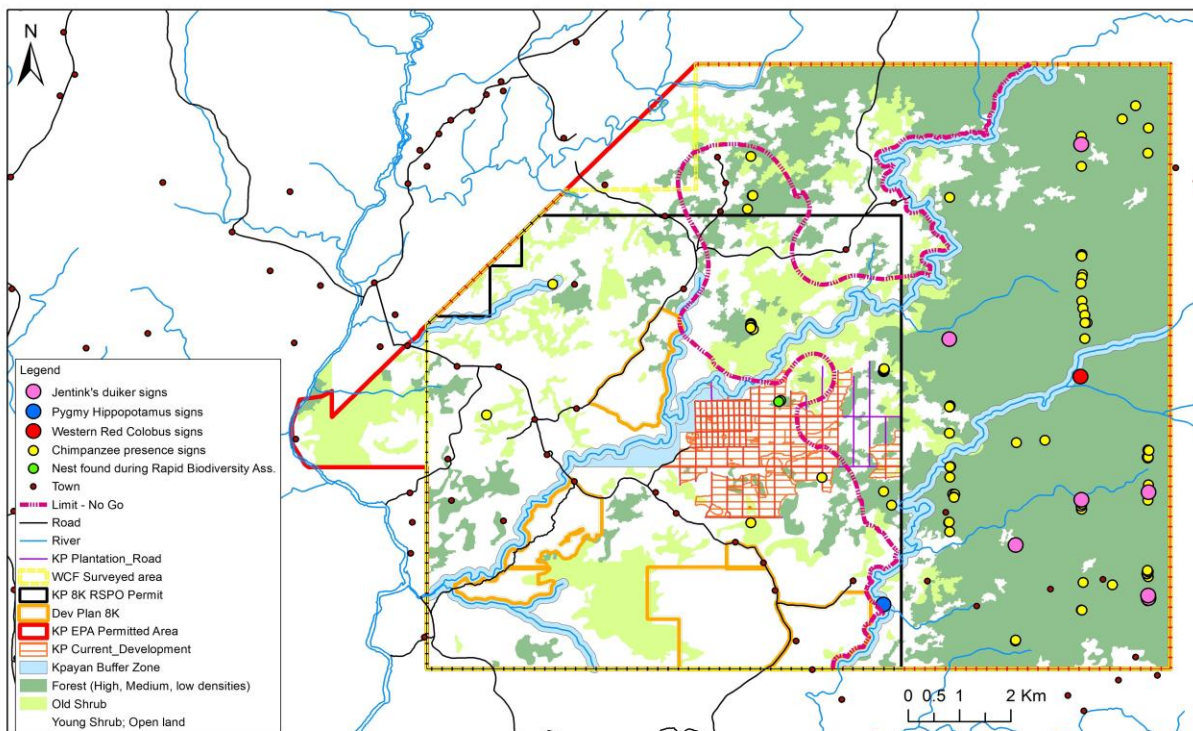 N
Legend
Jentink's duiker signs
Pygmy Hippopotamus signs
Western Red Colobus signs
Chimpanzee presence signs
Nest found during Rapid Biodiversity Ass.
Town
Limit - No Go
Road
River
KP Plantation_Road
WCF Surveyed area
KP 8K RSPO Permit
Dev Plan 8K
KP EPA Permitted Area
KP Current_Development
Kpayan Buffer Zone
Forest (High, Medium, low densities)
Old Shrub
Young Shrub; Open land
0 0.5 1 2 Km